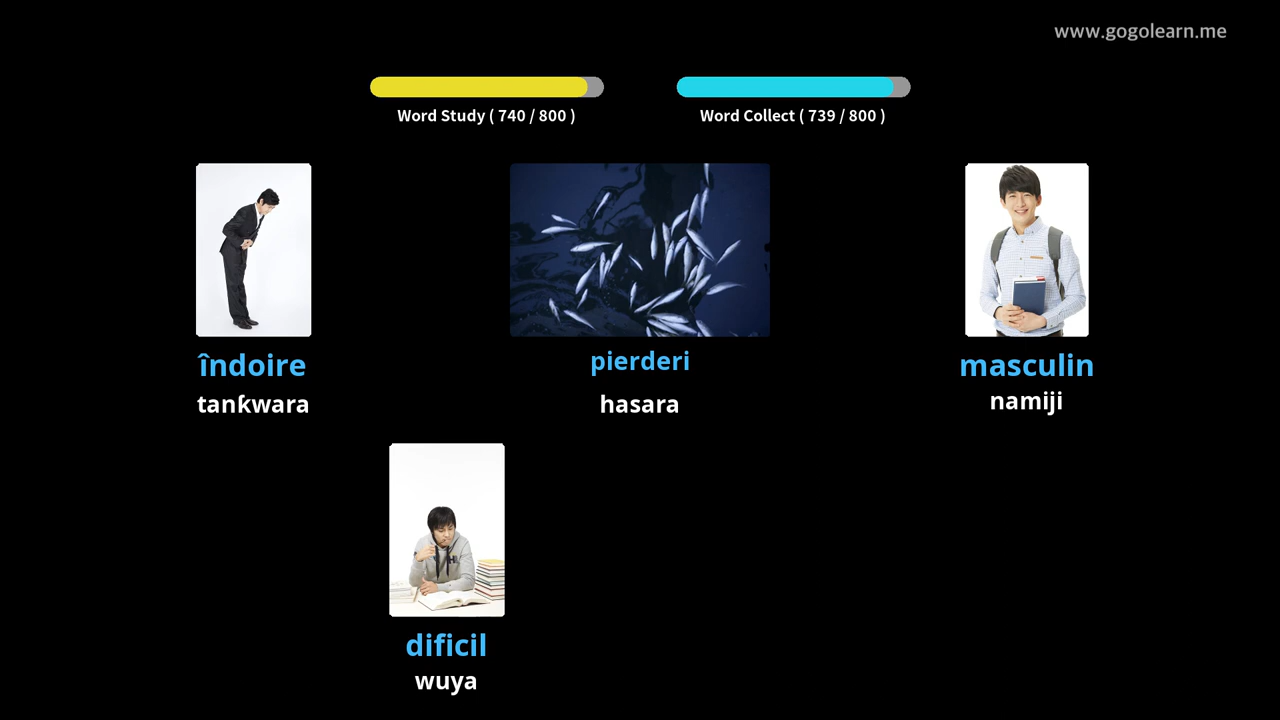 www.gogolearn.me
Word Study ( 740 / 800 )
Word Collect ( 739 / 800 )
îndoire
tanƙwara
pierderi
hasara
masculin
namiji
dificil
wuya